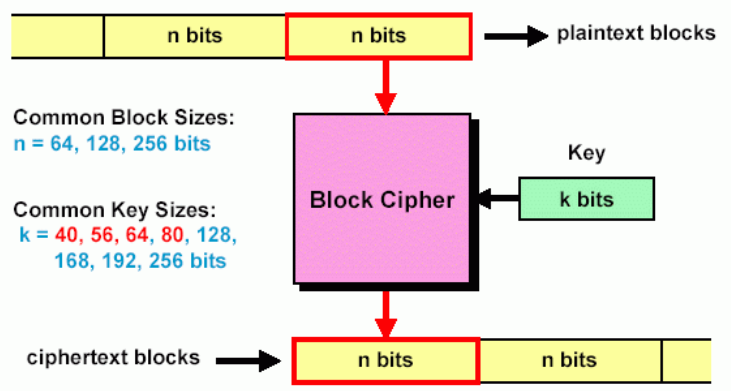 n bits
n bits
plaintext blocks
Common Block Sizes:
n = 64, 128, 256 bits
Key
Block Cipher
k bits
Common Key Sizes:
k = 40, 56, 64, 80, 128,
168, 192, 256 bits
ciphertext blocks
n bits
n bits